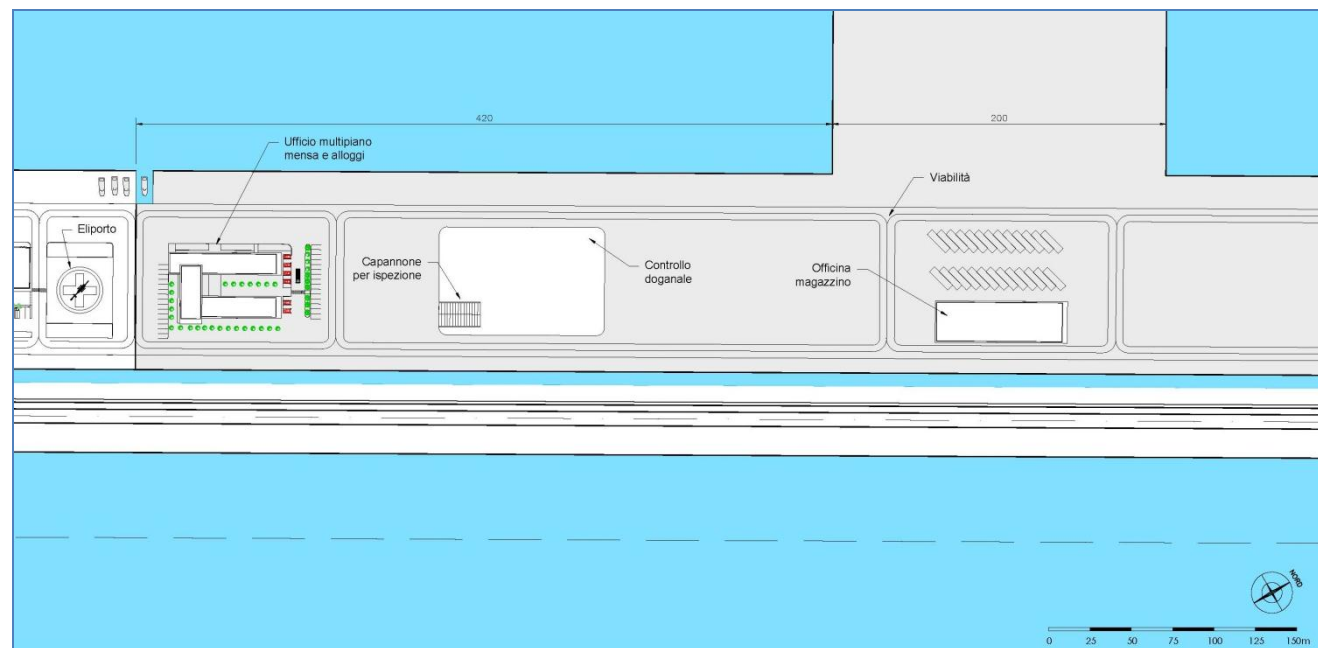 420
200
Ufficio multipiano
mensa e alloggi
Viabilità
Eliporto
Capannone
per ispezione
Controllo
doganale
Officina
magazzino
NORD
0 25 50 75 100 125 150m